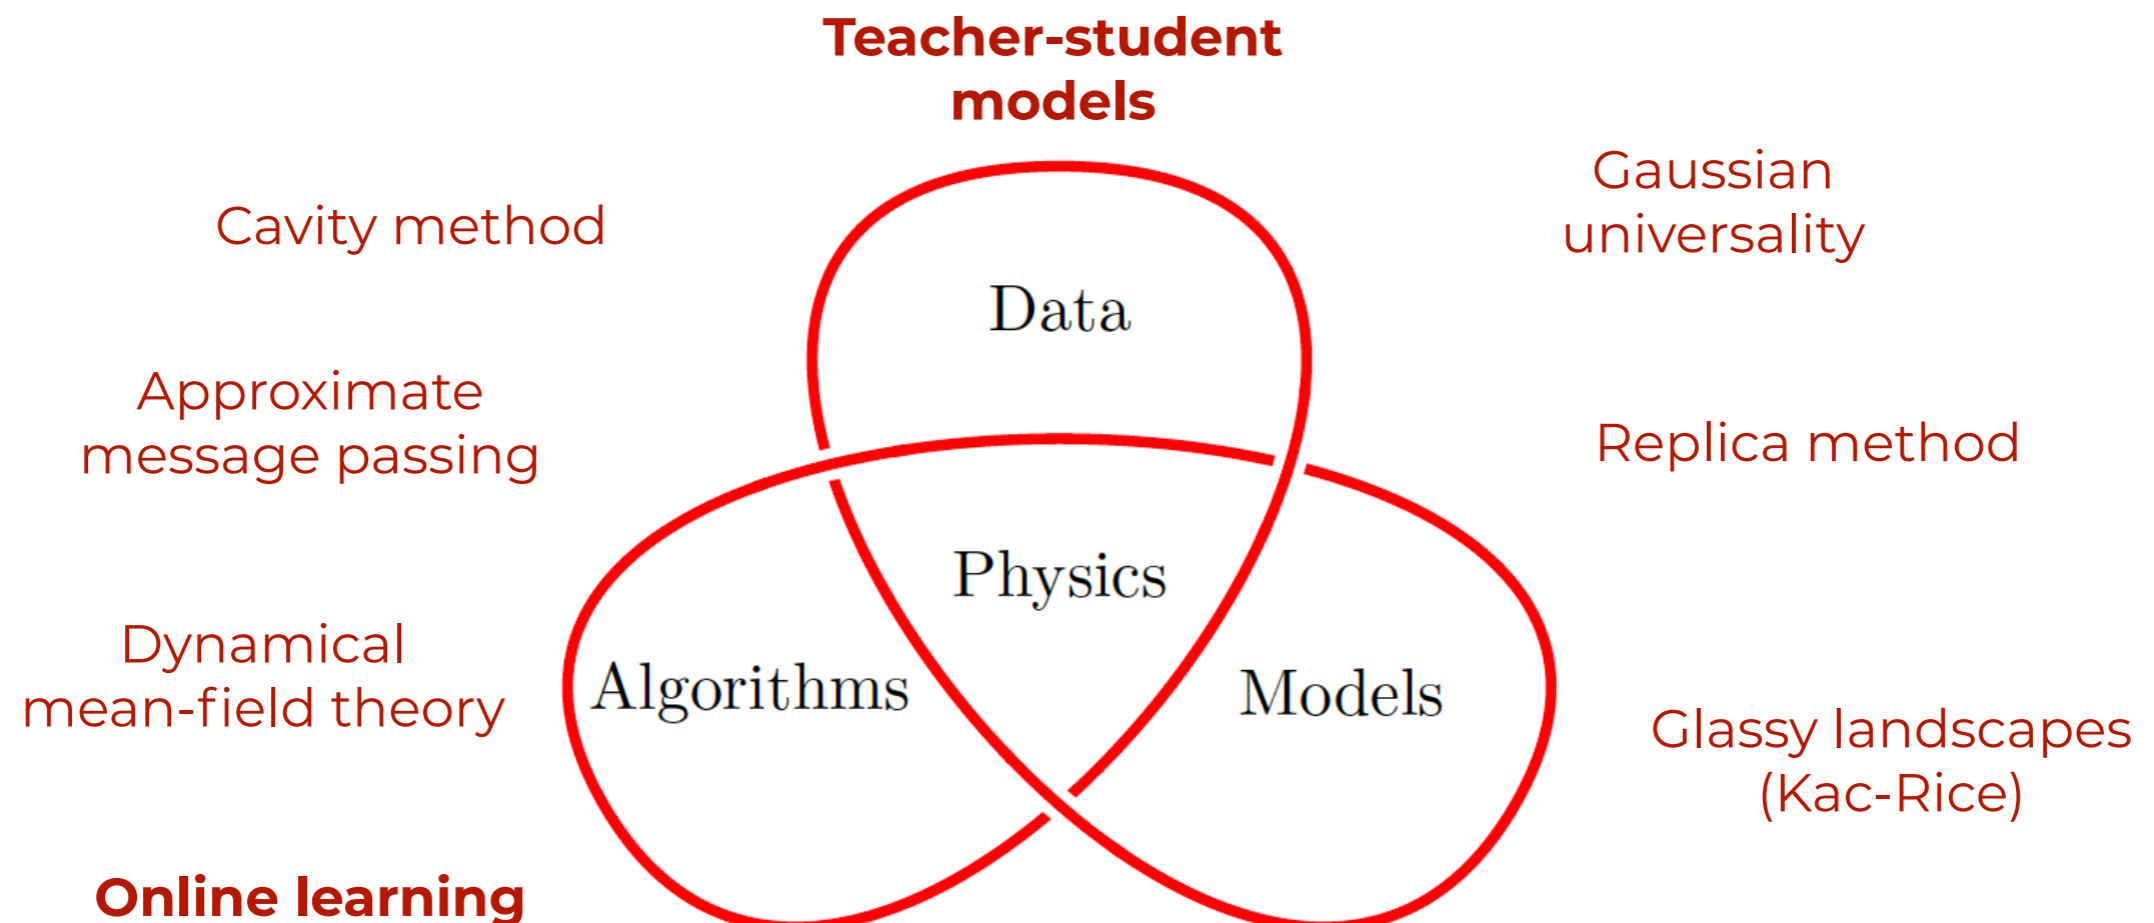 Teacher-student
models
Cavity method
Gaussian
universality
Data
Approximate
message passing
Replica method
Physics
Dynamical
mean-field theory
Algorithms
Models
Glassy landscapes
(Kac-Rice)
Online learning